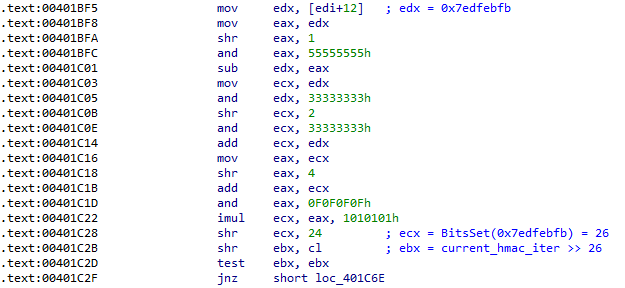 .text:00401BF5 mov edx, [edi+12] ; edx = 0x7edfebfb
.text:00401BF8 mov eax, edx
.text:00401BFA shr eax, 1
.text:00401BFC and eax, 55555555h
.text:00401C01 sub edx, eax
.text:00401C03 mov ecx, edx
.text:00401C05 and edx, 33333333h
.text:00401C0B shr ecx, 2
.text:00401C0E and ecx, 33333333h
.text:00401C14 add ecx, edx
.text:00401C16 mov eax, ecx
.text:00401C18 shr eax, 4
.text:00401C1B add eax, ecx
.text:00401C1D and eax, 0F0F0F0Fh
.text:00401C22 imul ecx, eax, 1010101h
.text:00401C28 shr ecx, 24 ; ecx = BitsSet(0x7edfebfb) = 26
.text:00401C2B shr ebx, cl ; ebx = current_hmac_iter >> 26
.text:00401C2D test ebx, ebx
.text:00401C2F jnz short loc_401C6E